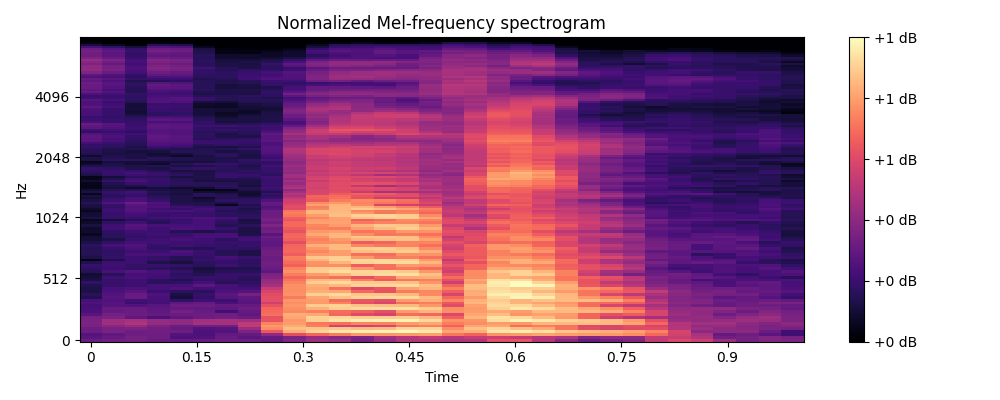 Normalized Mel-frequency spectrogram
Hz
4096
2048
1024
512
0
0
0.15
0.3
0.45
0.6
0.75
0.9
Time
+1 dB
+1 dB
+1 dB
+0 dB
+0 dB
+0 dB